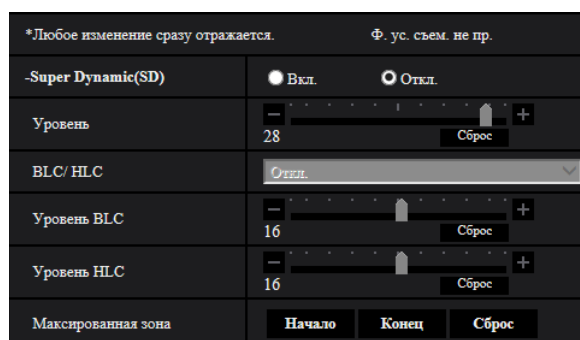 *Любое изменение сразу отражается. Ф. ус. съем. не пр.
-Super Dynamic(SD) Вкл. Откл.
Уровень
28 Сброс
BLC/ HLC Откл.
Уровень BLC
16 Сброс
Уровень HLC
16 Сброс
Максированная зона Начало Конец Сброс